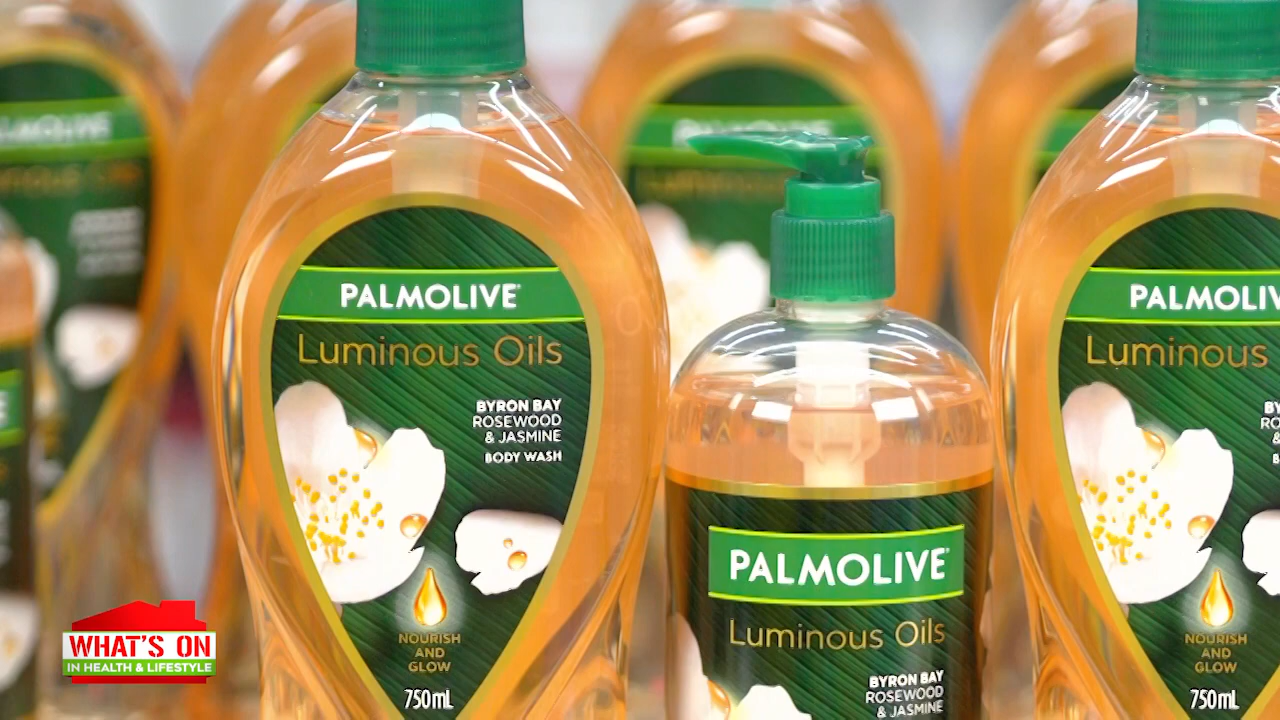 PALMOLIVE
Luminous Oils
BYRON BAY
ROSEWOOD
& JASMINE
BODY WASH
NOURISH
AND
GLOW
750mL
PALMOLIVE
Luminous Oils
BYRON BAY
ROSEWOOD
& JASMINE
PALMOLIV
Luminous
NOURISH
AND
GLOW
750mL
PALMOLIVE
WHAT'S ON
IN HEALTH & LIFESTYLE